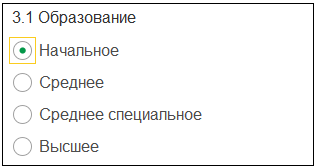 3.1 Образование
Начальное
Среднее
Среднее специальное
Высшее